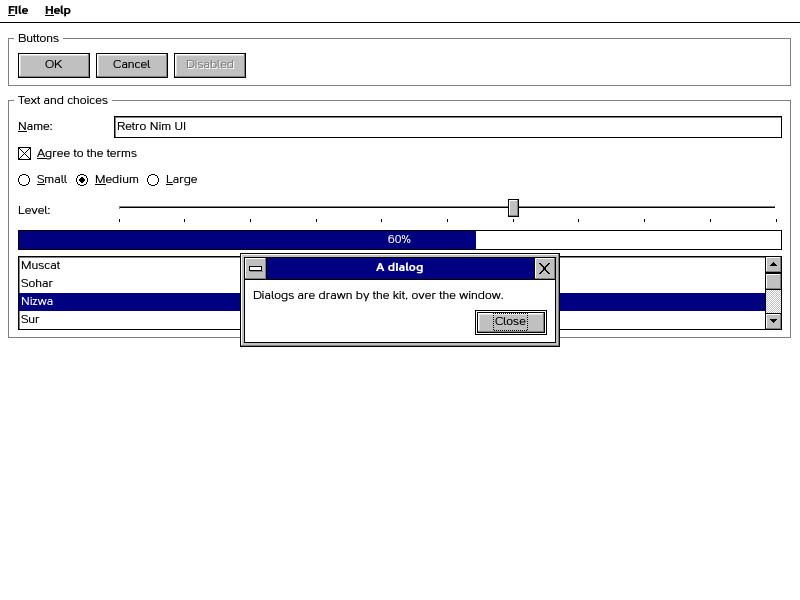 File Help
Buttons
OK Cancel Disabled
Text and choices
Name: Retro Nim UI
Agree to the terms
Small Medium Large
Level:
60%
Muscat
Sohar
Nizwa
Sur
A dialog
Dialogs are drawn by the kit, over the window.
Close